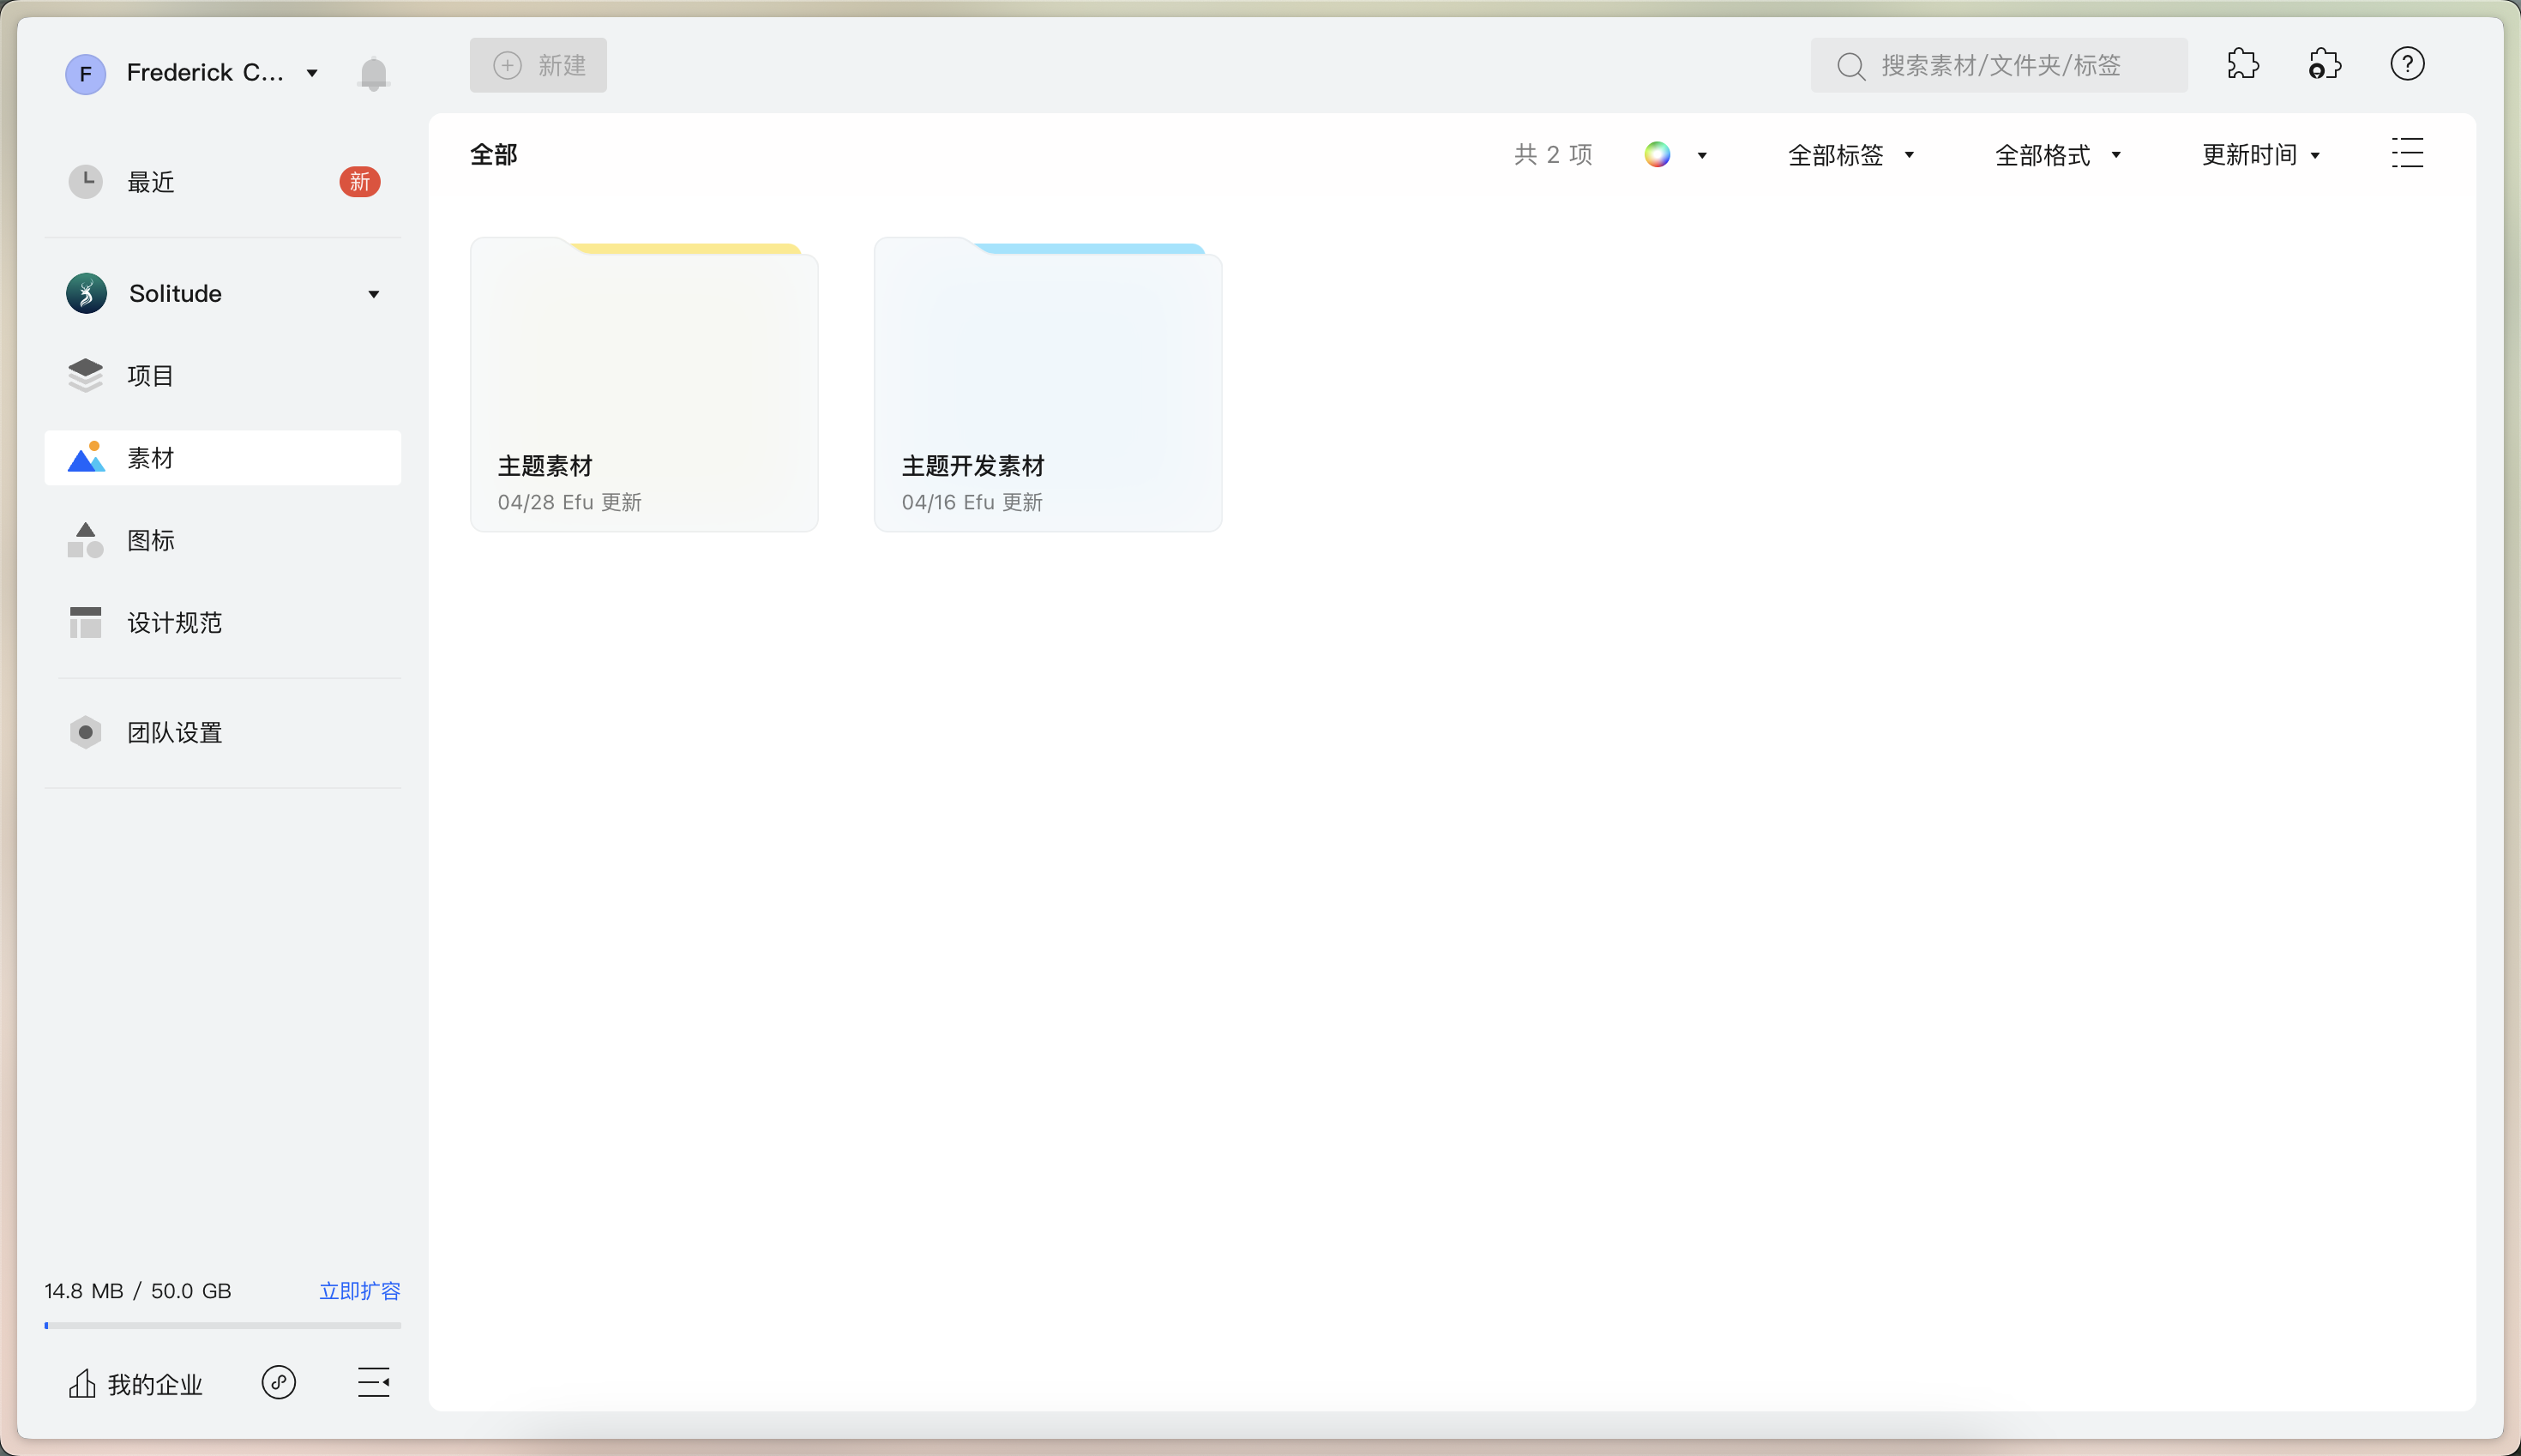 F
Frederick C...
新建
搜索素材/文件夹/标签
?
最近
新
全部
共 2 项
全部标签
全部格式
更新时间
Solitude
项目
素材
图标
设计规范
团队设置
主题素材
04/28 Efu 更新
主题开发素材
04/16 Efu 更新
14.8 MB / 50.0 GB
立即扩容
我的企业